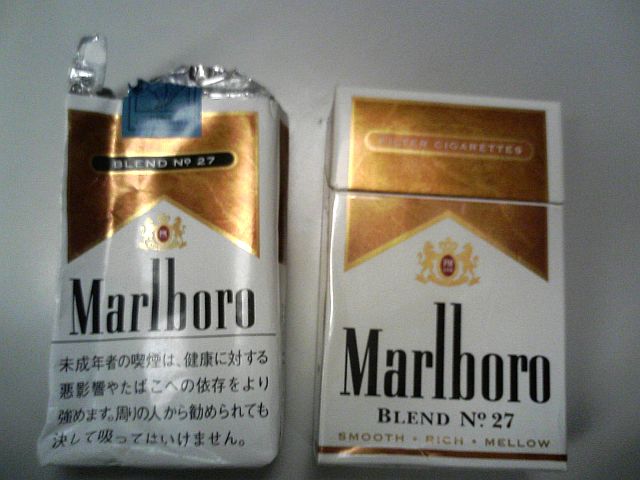 BLEND Nº 27
PM
Marlboro
未成年者の喫煙は、健康に対する
悪影響やたばこへの依存をより
強めます。周りの人から勧められても
決して吸ってはいけません。
FILTER CIGARETTES
PM
Marlboro
BLEND Nº 27
SMOOTH • RICH • MELLOW